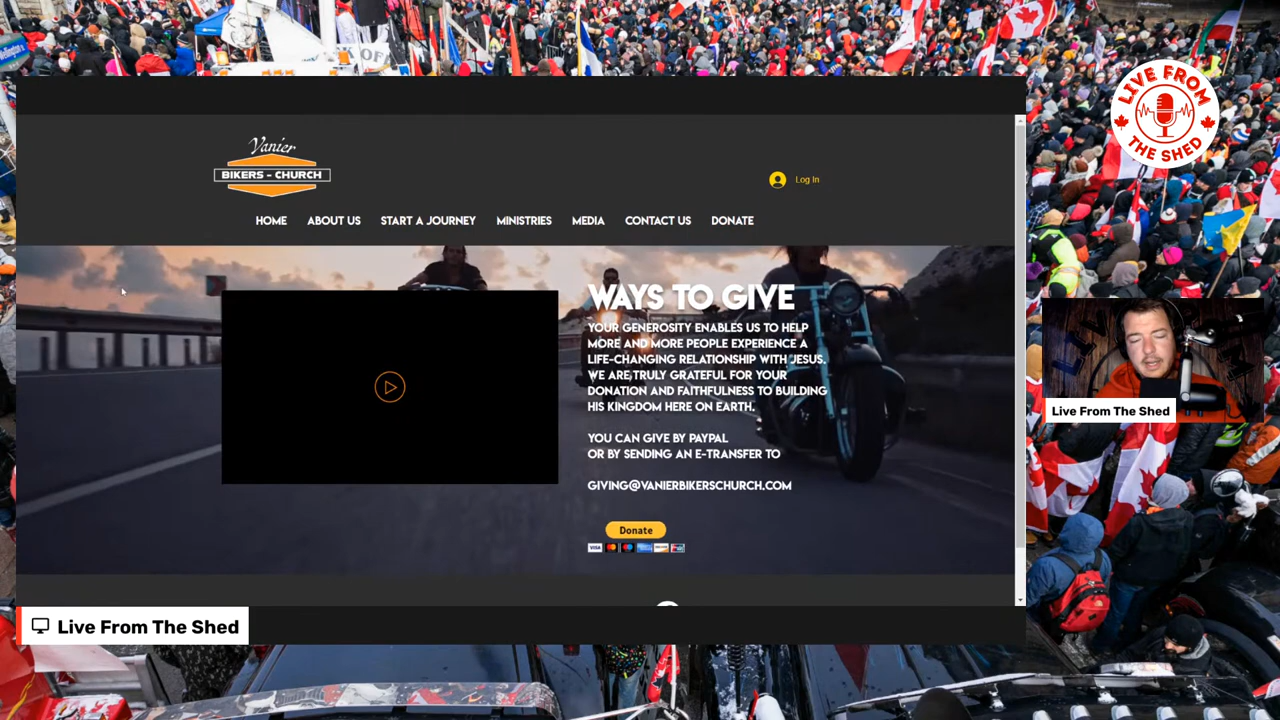 LIVE FROM
THE SHED
Vanier
BIKERS - CHURCH
Log In
HOME ABOUT US START A JOURNEY MINISTRIES MEDIA CONTACT US DONATE
WAYS TO GIVE
YOUR GENEROSITY ENABLES US TO HELP
MORE AND MORE PEOPLE EXPERIENCE A
LIFE-CHANGING RELATIONSHIP WITH JESUS.
WE ARE TRULY GRATEFUL FOR YOUR
DONATION AND FAITHFULNESS TO BUILDING
HIS KINGDOM HERE ON EARTH.
YOU CAN GIVE BY PAYPAL
OR BY SENDING AN E-TRANSFER TO
GIVING@VANIERBIKERSCHURCH.COM
Donate
VISA
Live From The Shed
Live From The Shed